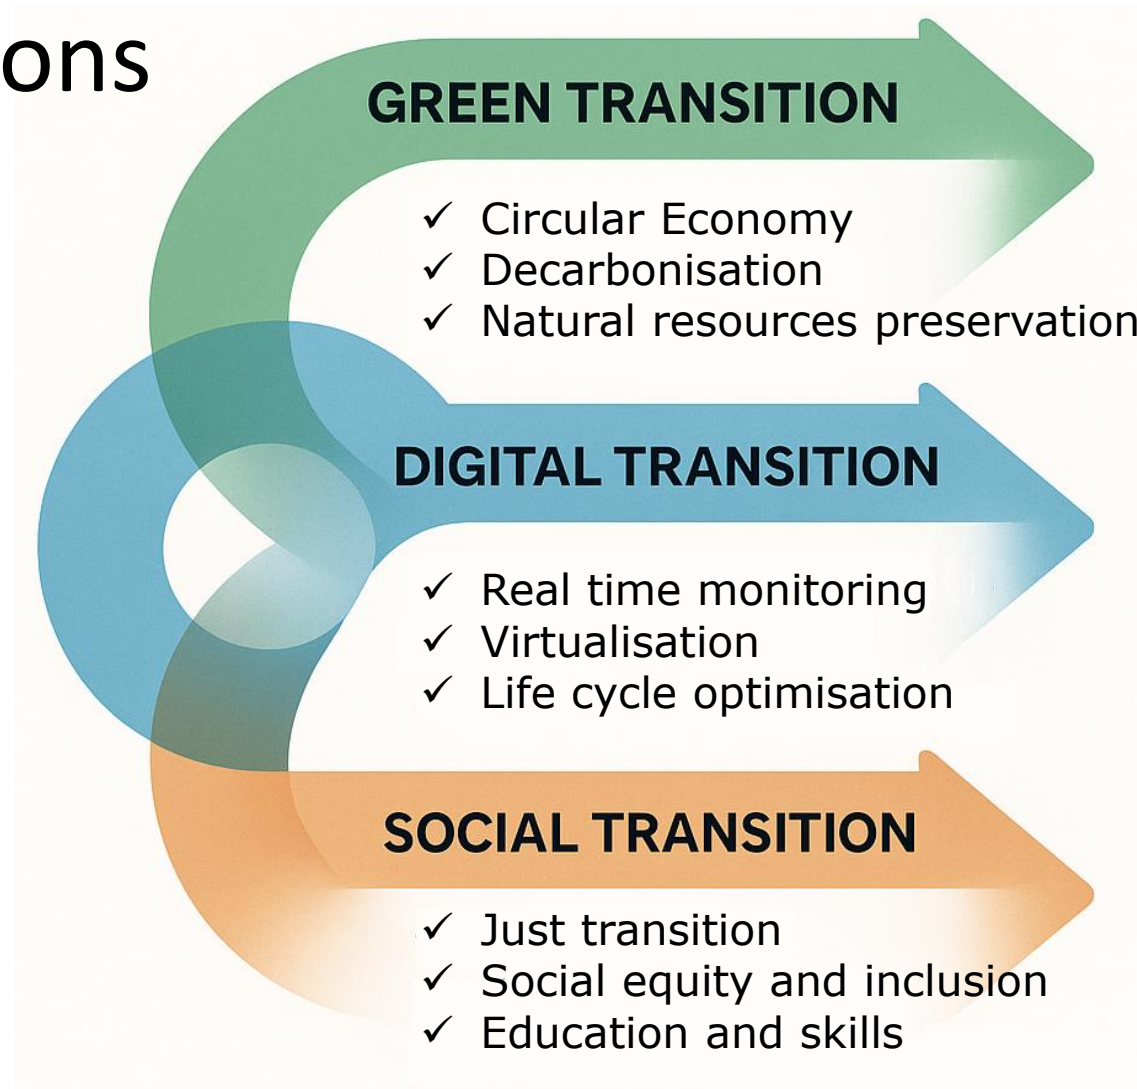 ons
GREEN TRANSITION
✓ Circular Economy
✓ Decarbonisation
✓ Natural resources preservation
DIGITAL TRANSITION
✓ Real time monitoring
✓ Virtualisation
✓ Life cycle optimisation
SOCIAL TRANSITION
✓ Just transition
✓ Social equity and inclusion
✓ Education and skills